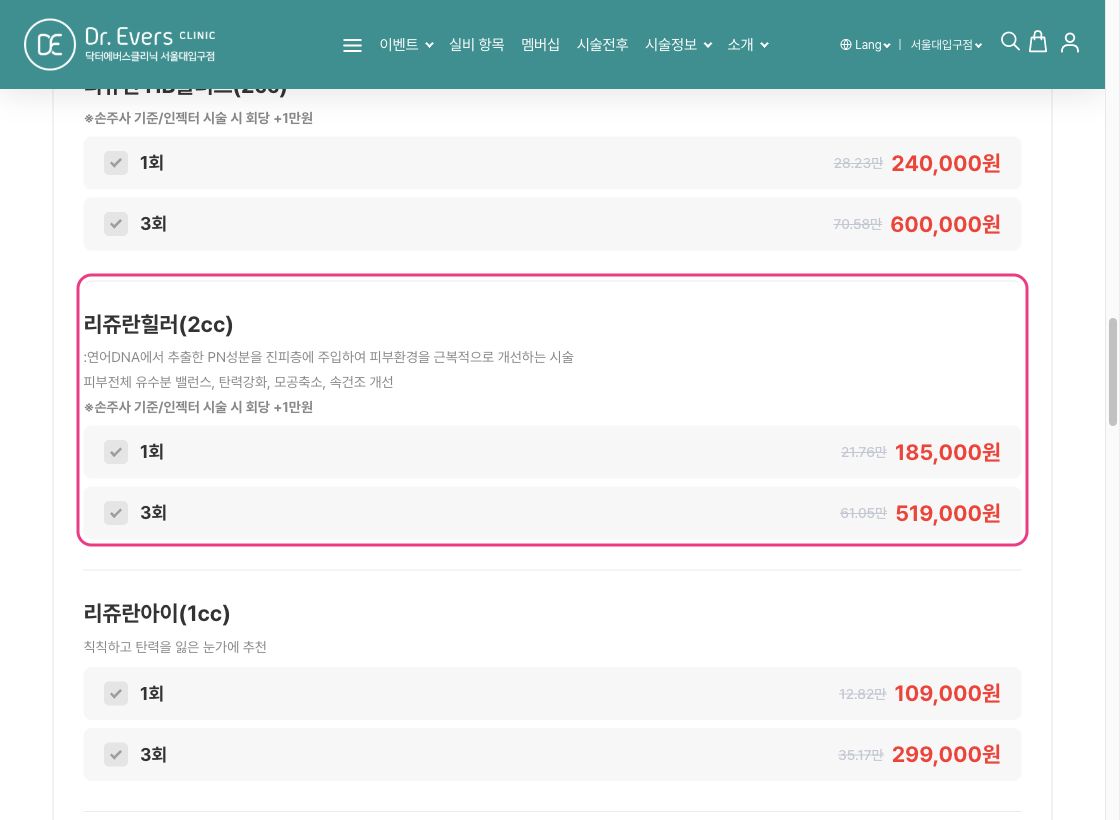 DE
Dr. Evers CLINIC
닥터에버스클리닉 서울대입구점
이벤트 실비 항목 멤버십 시술전후 시술정보 소개
Lang | 서울대입구점
※손주사 기준/인젝터 시술 시 회당 +1만원
1회 28.23만 240,000원
3회 70.58만 600,000원
리쥬란힐러(2cc)
:연어DNA에서 추출한 PN성분을 진피층에 주입하여 피부환경을 근복적으로 개선하는 시술
피부전체 유수분 밸런스, 탄력강화, 모공축소, 속건조 개선
※손주사 기준/인젝터 시술 시 회당 +1만원
1회 21.76만 185,000원
3회 61.05만 519,000원
리쥬란아이(1cc)
칙칙하고 탄력을 잃은 눈가에 추천
1회 12.82만 109,000원
3회 35.17만 299,000원